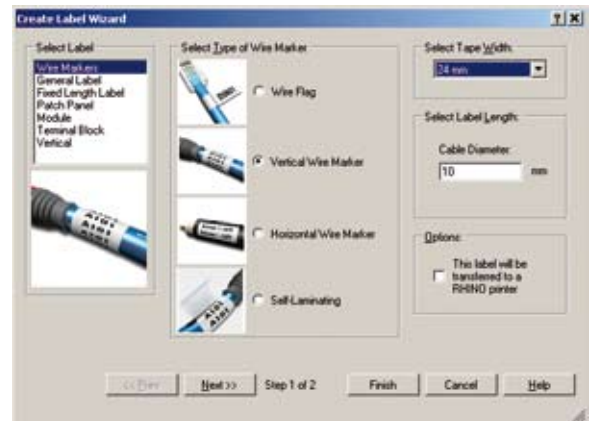 Create Label Wizard
Select Label
Wire Markers
General Label
Fixed Length Label
Patch Panel
Module
Terminal Block
Vertical
A101
A101
A101
Select Type of Wire Marker
Wire Flag
Vertical Wire Marker
Horizontal Wire Marker
Self-Laminating
Select Tape Width:
24 mm
Select Label Length:
Cable Diameter:
10 mm
Options:
This label will be
transferred to a
RHINO printer
<< Prev
Next >>
Step 1 of 2
Finish
Cancel
Help